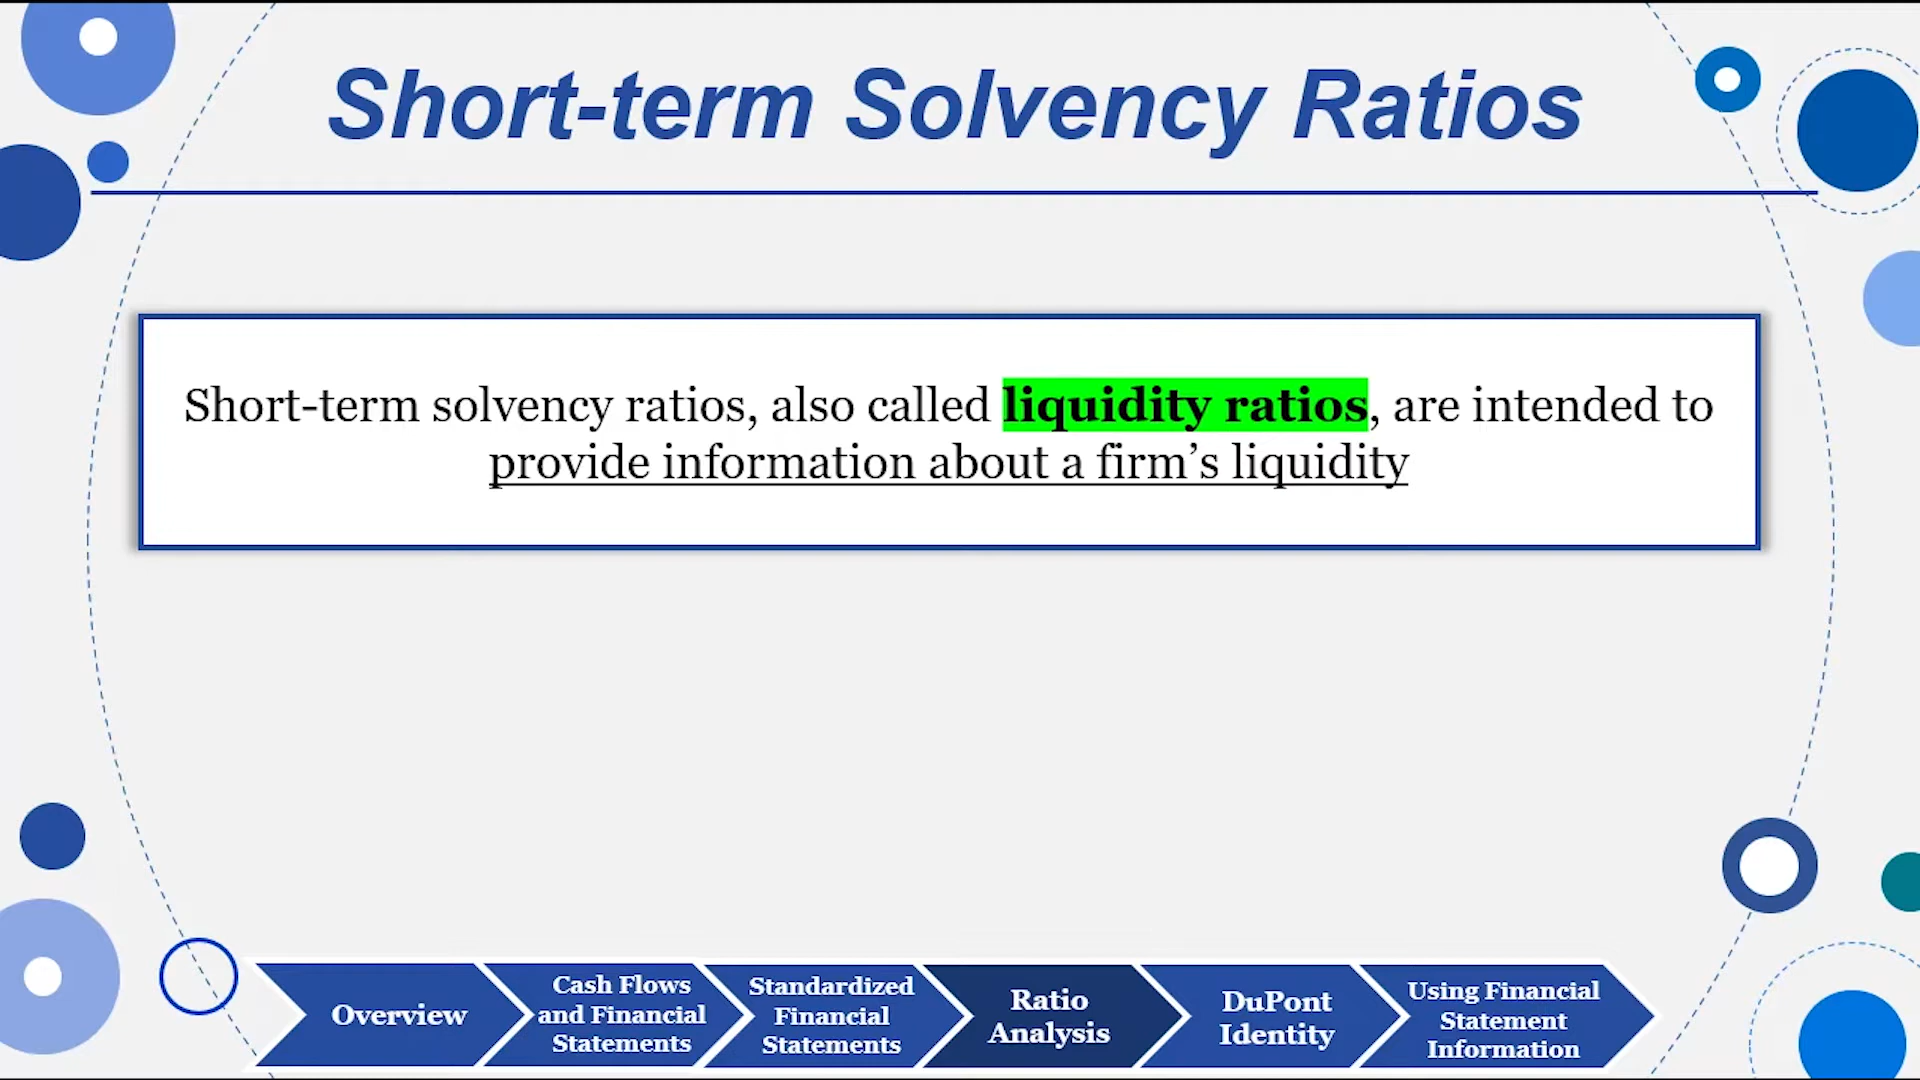 Short-term Solvency Ratios
Short-term solvency ratios, also called liquidity ratios, are intended to
provide information about a firm’s liquidity
Overview
Cash Flows
and Financial
Statements
Standardized
Financial
Statements
Ratio
Analysis
DuPont
Identity
Using Financial
Statement
Information